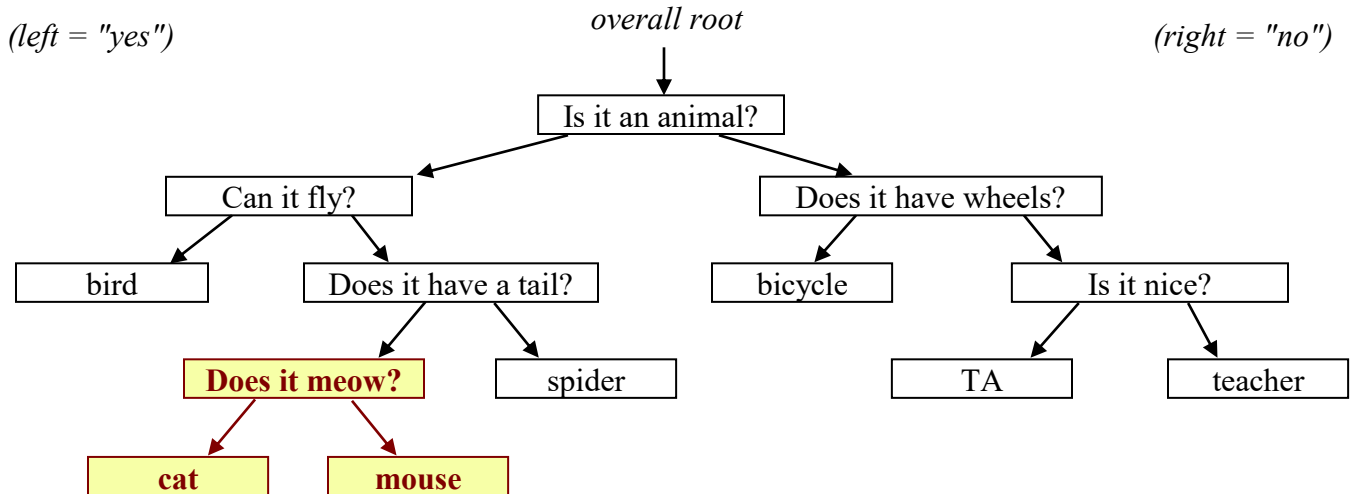 overall root
(left = "yes")
(right = "no")
Is it an animal?
Can it fly?
Does it have wheels?
bird
Does it have a tail?
bicycle
Is it nice?
Does it meow?
spider
TA
teacher
cat
mouse